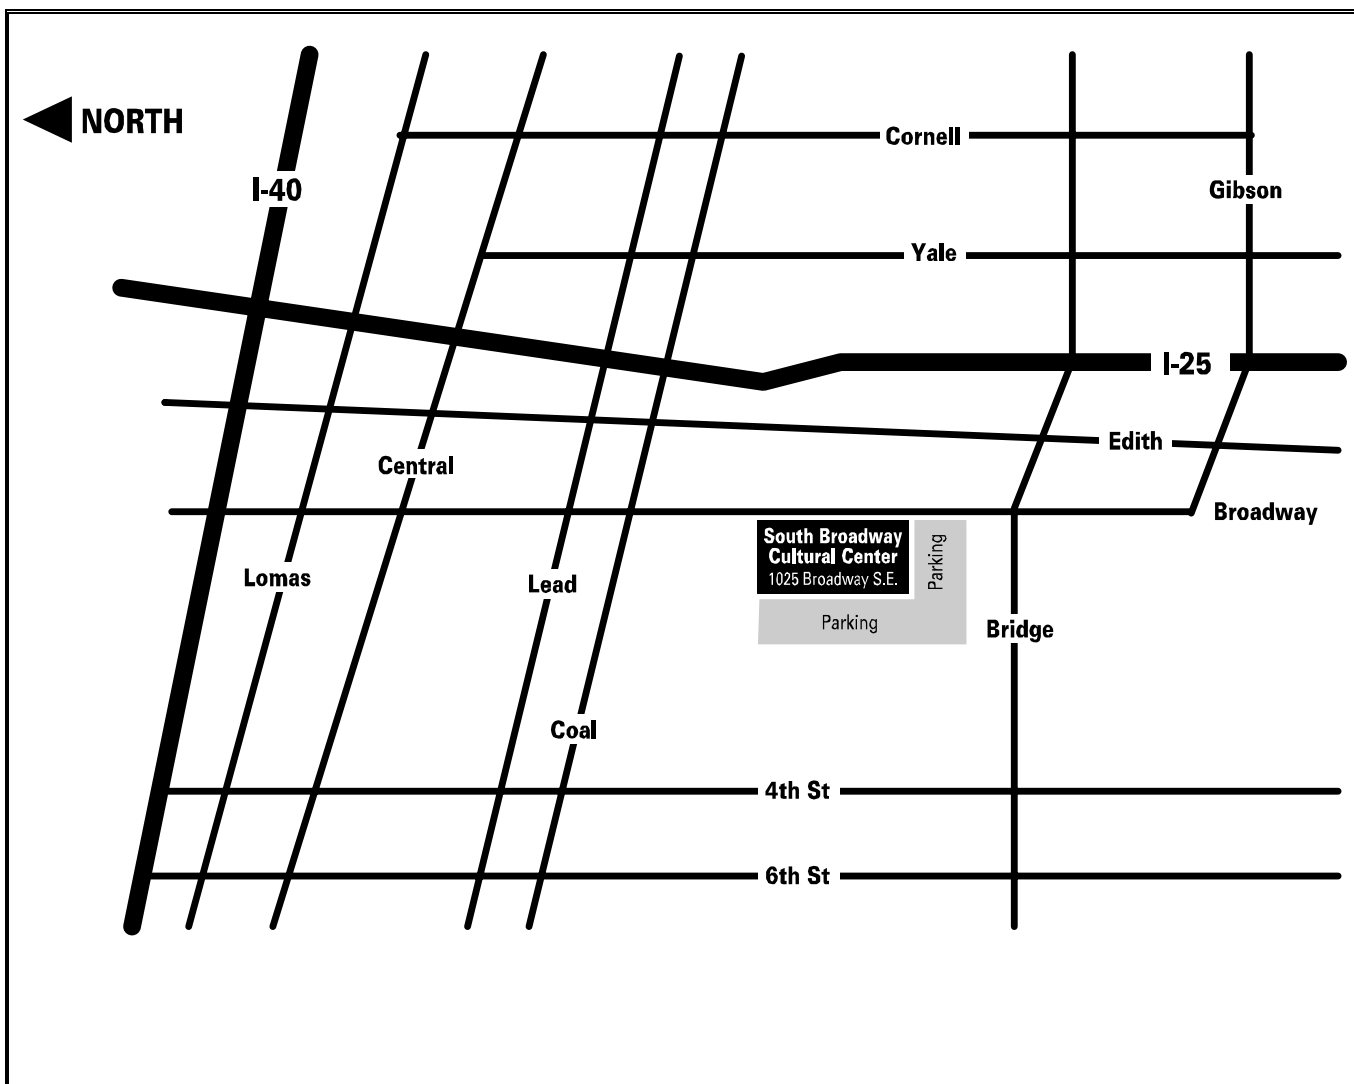 NORTH
Cornell
I-40
Gibson
Yale
I-25
Edith
Central
Broadway
South Broadway
Cultural Center
1025 Broadway S.E.
Parking
Lomas
Lead
Parking
Bridge
Coal
4th St
6th St